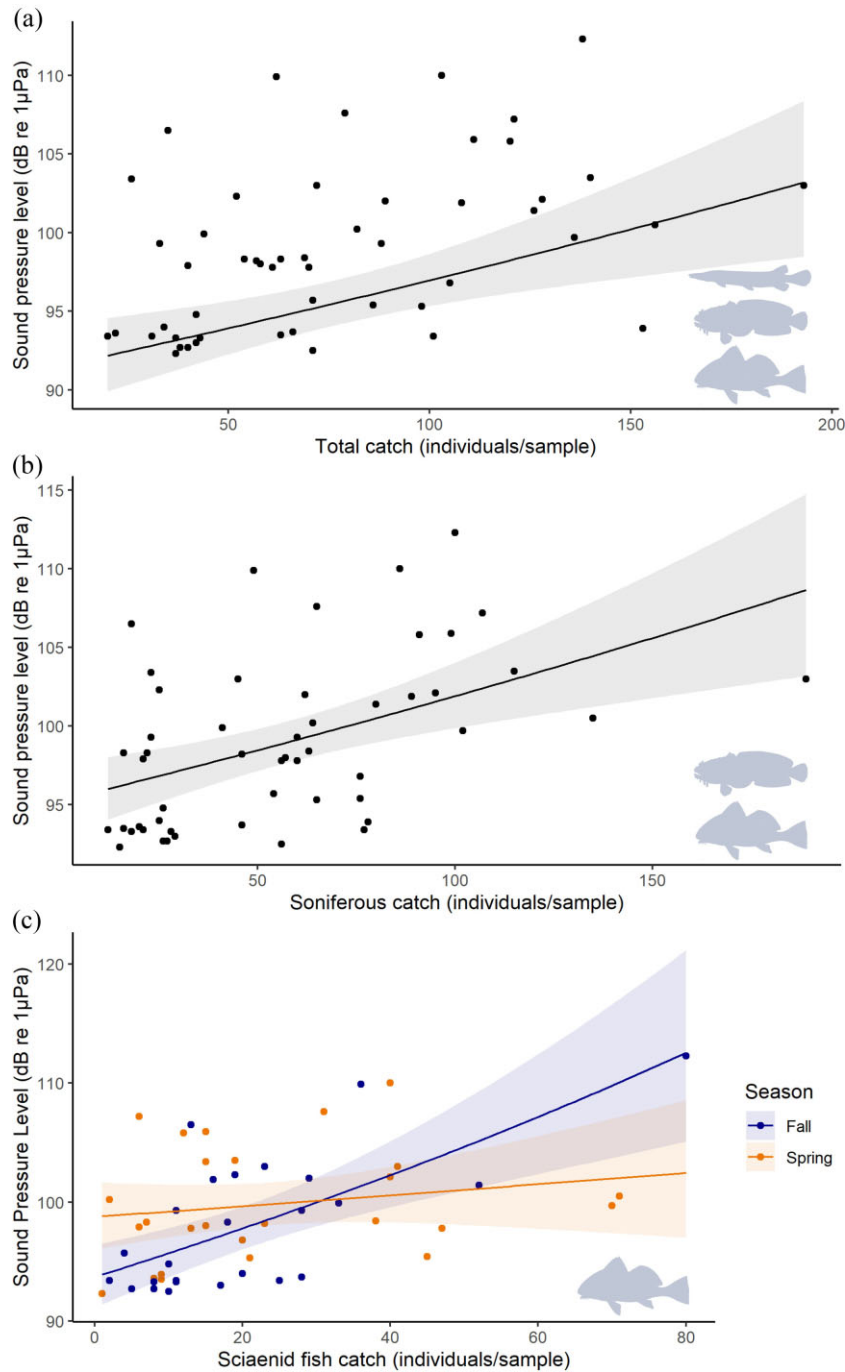 (a)
Sound pressure level (dB re 1μPa)
110
105
100
95
90
50
100
150
200
Total catch (individuals/sample)
(b)
Sound pressure level (dB re 1μPa)
115
110
105
100
95
50
100
150
Soniferous catch (individuals/sample)
(c)
Sound Pressure Level (dB re 1μPa)
120
110
100
90
0
20
40
60
80
Sciaenid fish catch (individuals/sample)
Season
Fall
Spring